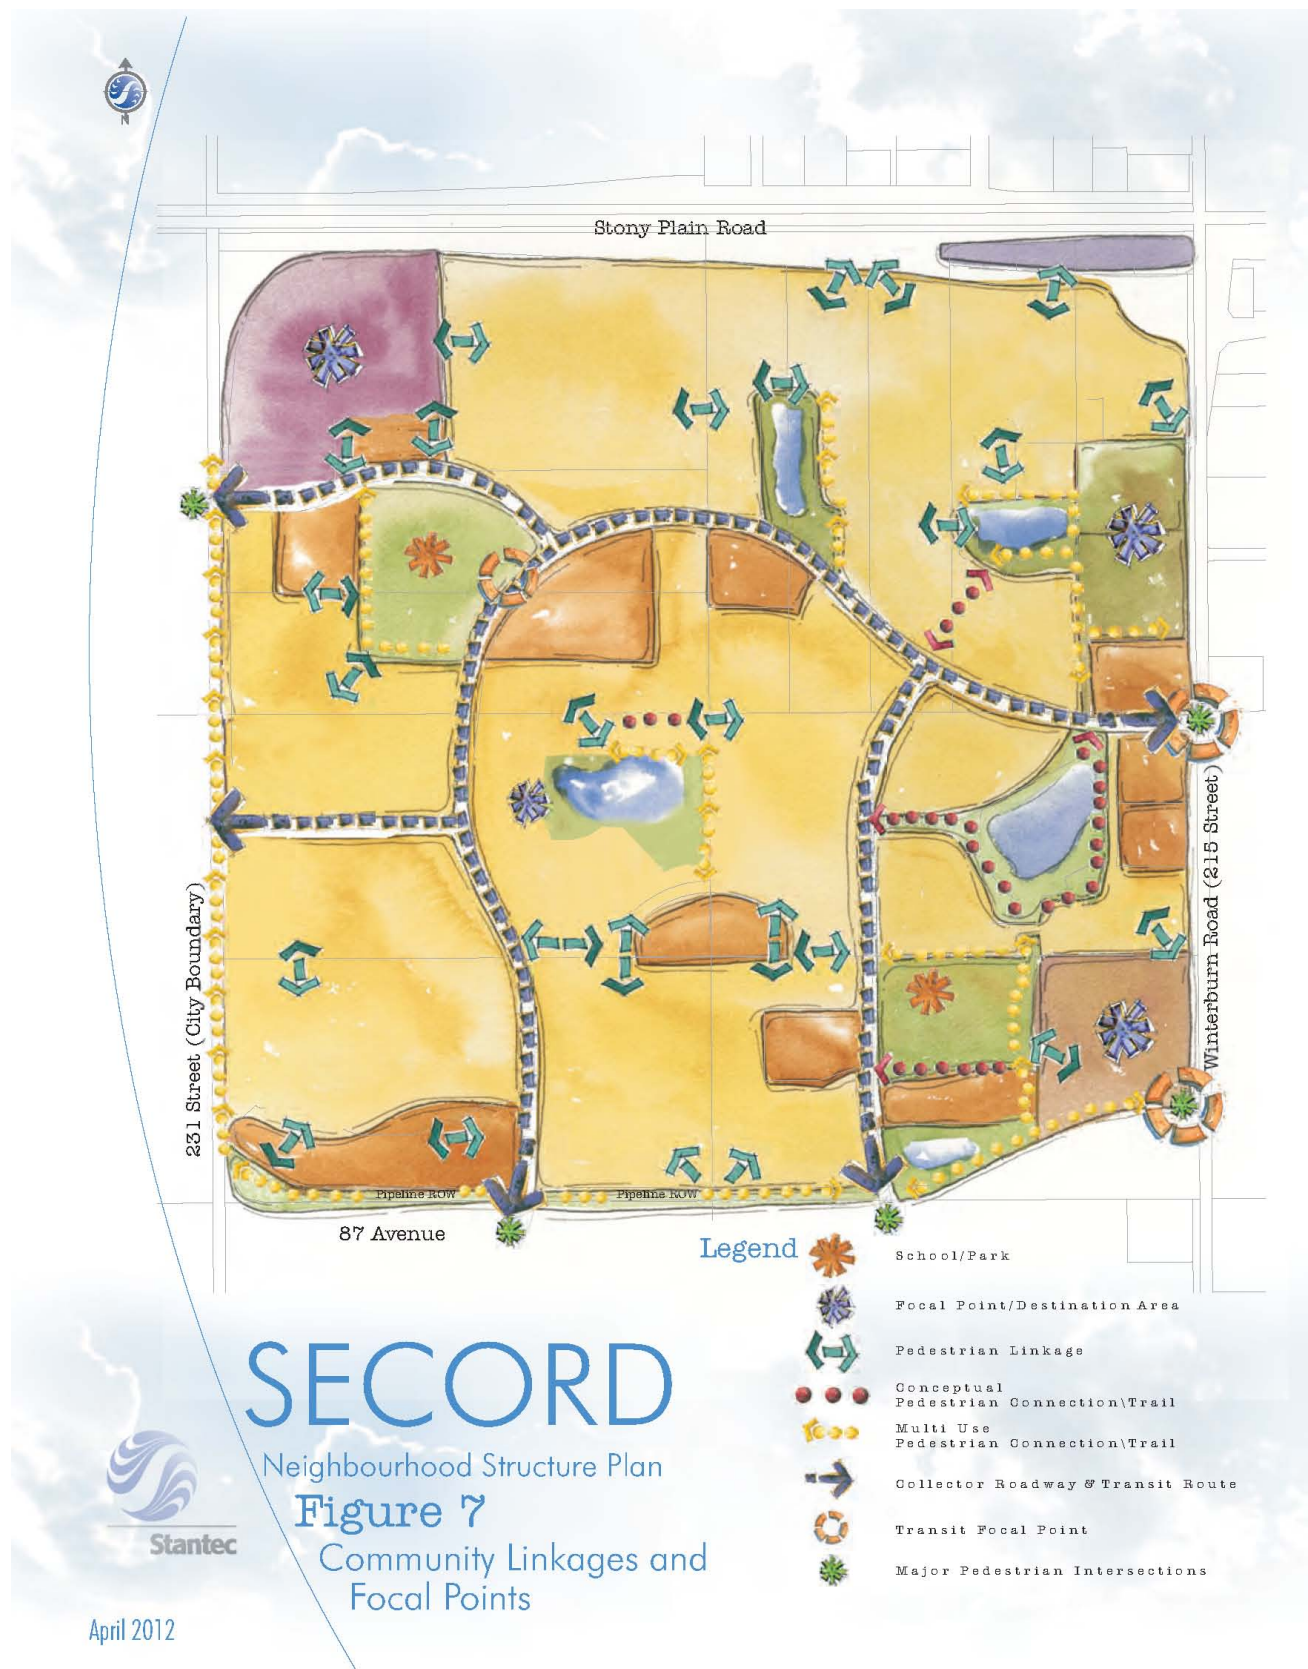 N
Stony Plain Road
231 Street (City Boundary)
Winterburn Road (215 Street)
Pipeline ROW
Pipeline ROW
87 Avenue
Legend
School/Park
Focal Point/Destination Area
Pedestrian Linkage
Conceptual
Pedestrian Connection\Trail
Multi Use
Pedestrian Connection\Trail
Collector Roadway & Transit Route
Transit Focal Point
Major Pedestrian Intersections
SECORD
Neighbourhood Structure Plan
Figure 7
Community Linkages and
Focal Points
Stantec
April 2012